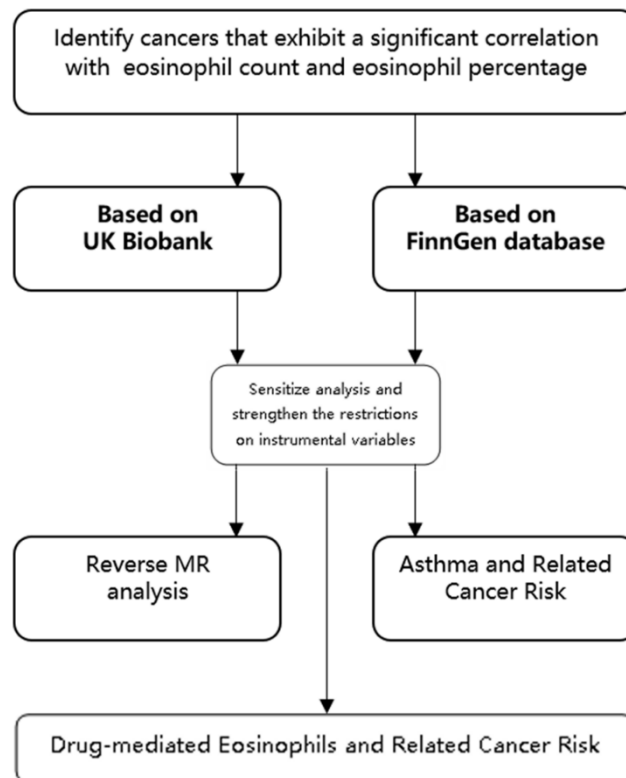 Identify cancers that exhibit a significant correlation
with eosinophil count and eosinophil percentage
Based on
UK Biobank
Based on
FinnGen database
Sensitize analysis and
strengthen the restrictions
on instrumental variables
Reverse MR
analysis
Asthma and Related
Cancer Risk
Drug-mediated Eosinophils and Related Cancer Risk